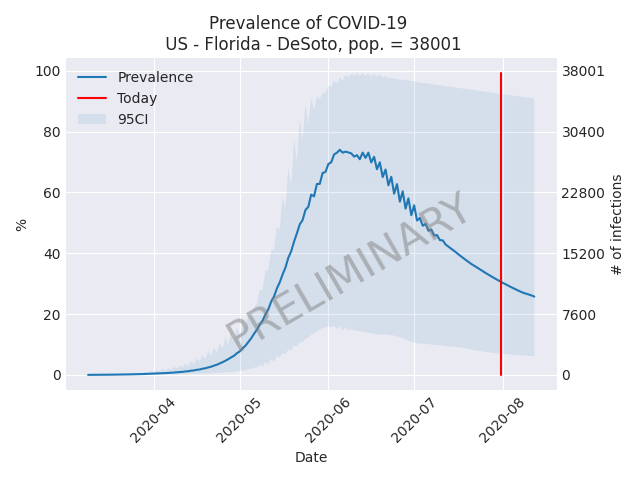 Prevalence of COVID-19
US - Florida - DeSoto, pop. = 38001
Prevalence
Today
95CI
100
80
60
40
20
0
%
38001
30400
22800
15200
7600
0
# of infections
PRELIMINARY
2020-04
2020-05
2020-06
2020-07
2020-08
Date